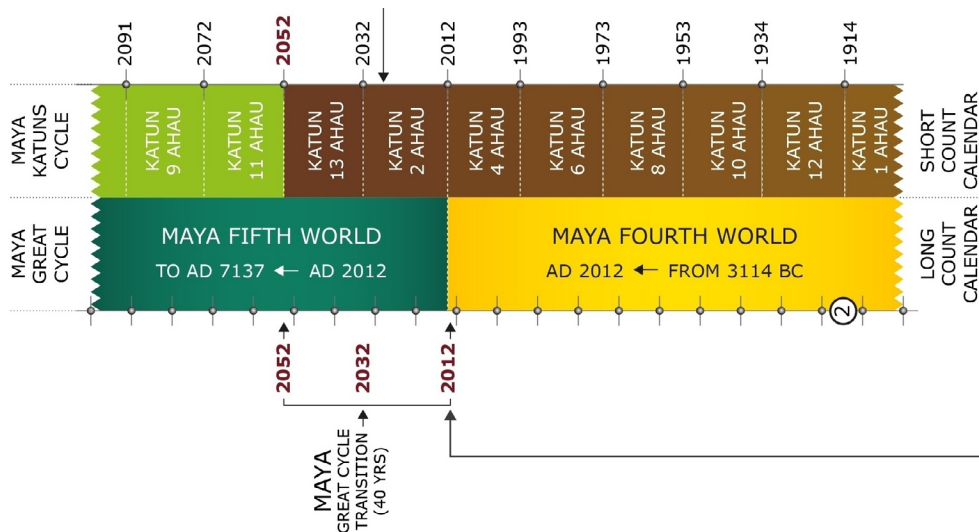 2091
2072
2052
2032
2012
1993
1973
1953
1934
1914
MAYA
KATUNS
CYCLE
KATUN
9 AHAU
KATUN
11 AHAU
KATUN
13 AHAU
KATUN
2 AHAU
KATUN
4 AHAU
KATUN
6 AHAU
KATUN
8 AHAU
KATUN
10 AHAU
KATUN
12 AHAU
KATUN
1 AHAU
SHORT
COUNT
CALENDAR
MAYA
GREAT
CYCLE
MAYA FIFTH WORLD
TO AD 7137 ← AD 2012
MAYA FOURTH WORLD
AD 2012 ← FROM 3114 BC
LONG
COUNT
CALENDAR
2
2052
2032
2012
MAYA
GREAT CYCLE
TRANSITION
(40 YRS)